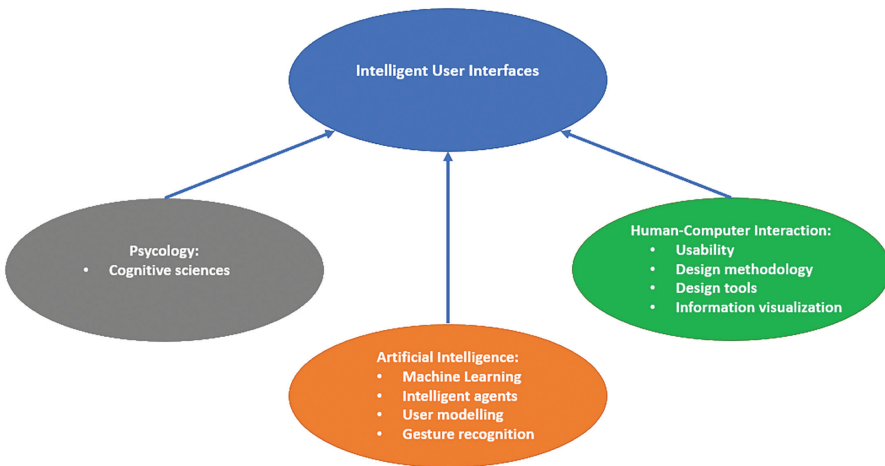 Intelligent User Interfaces
Psycology:
• Cognitive sciences
Human-Computer Interaction:
• Usability
• Design methodology
• Design tools
• Information visualization
Artificial Intelligence:
• Machine Learning
• Intelligent agents
• User modelling
• Gesture recognition